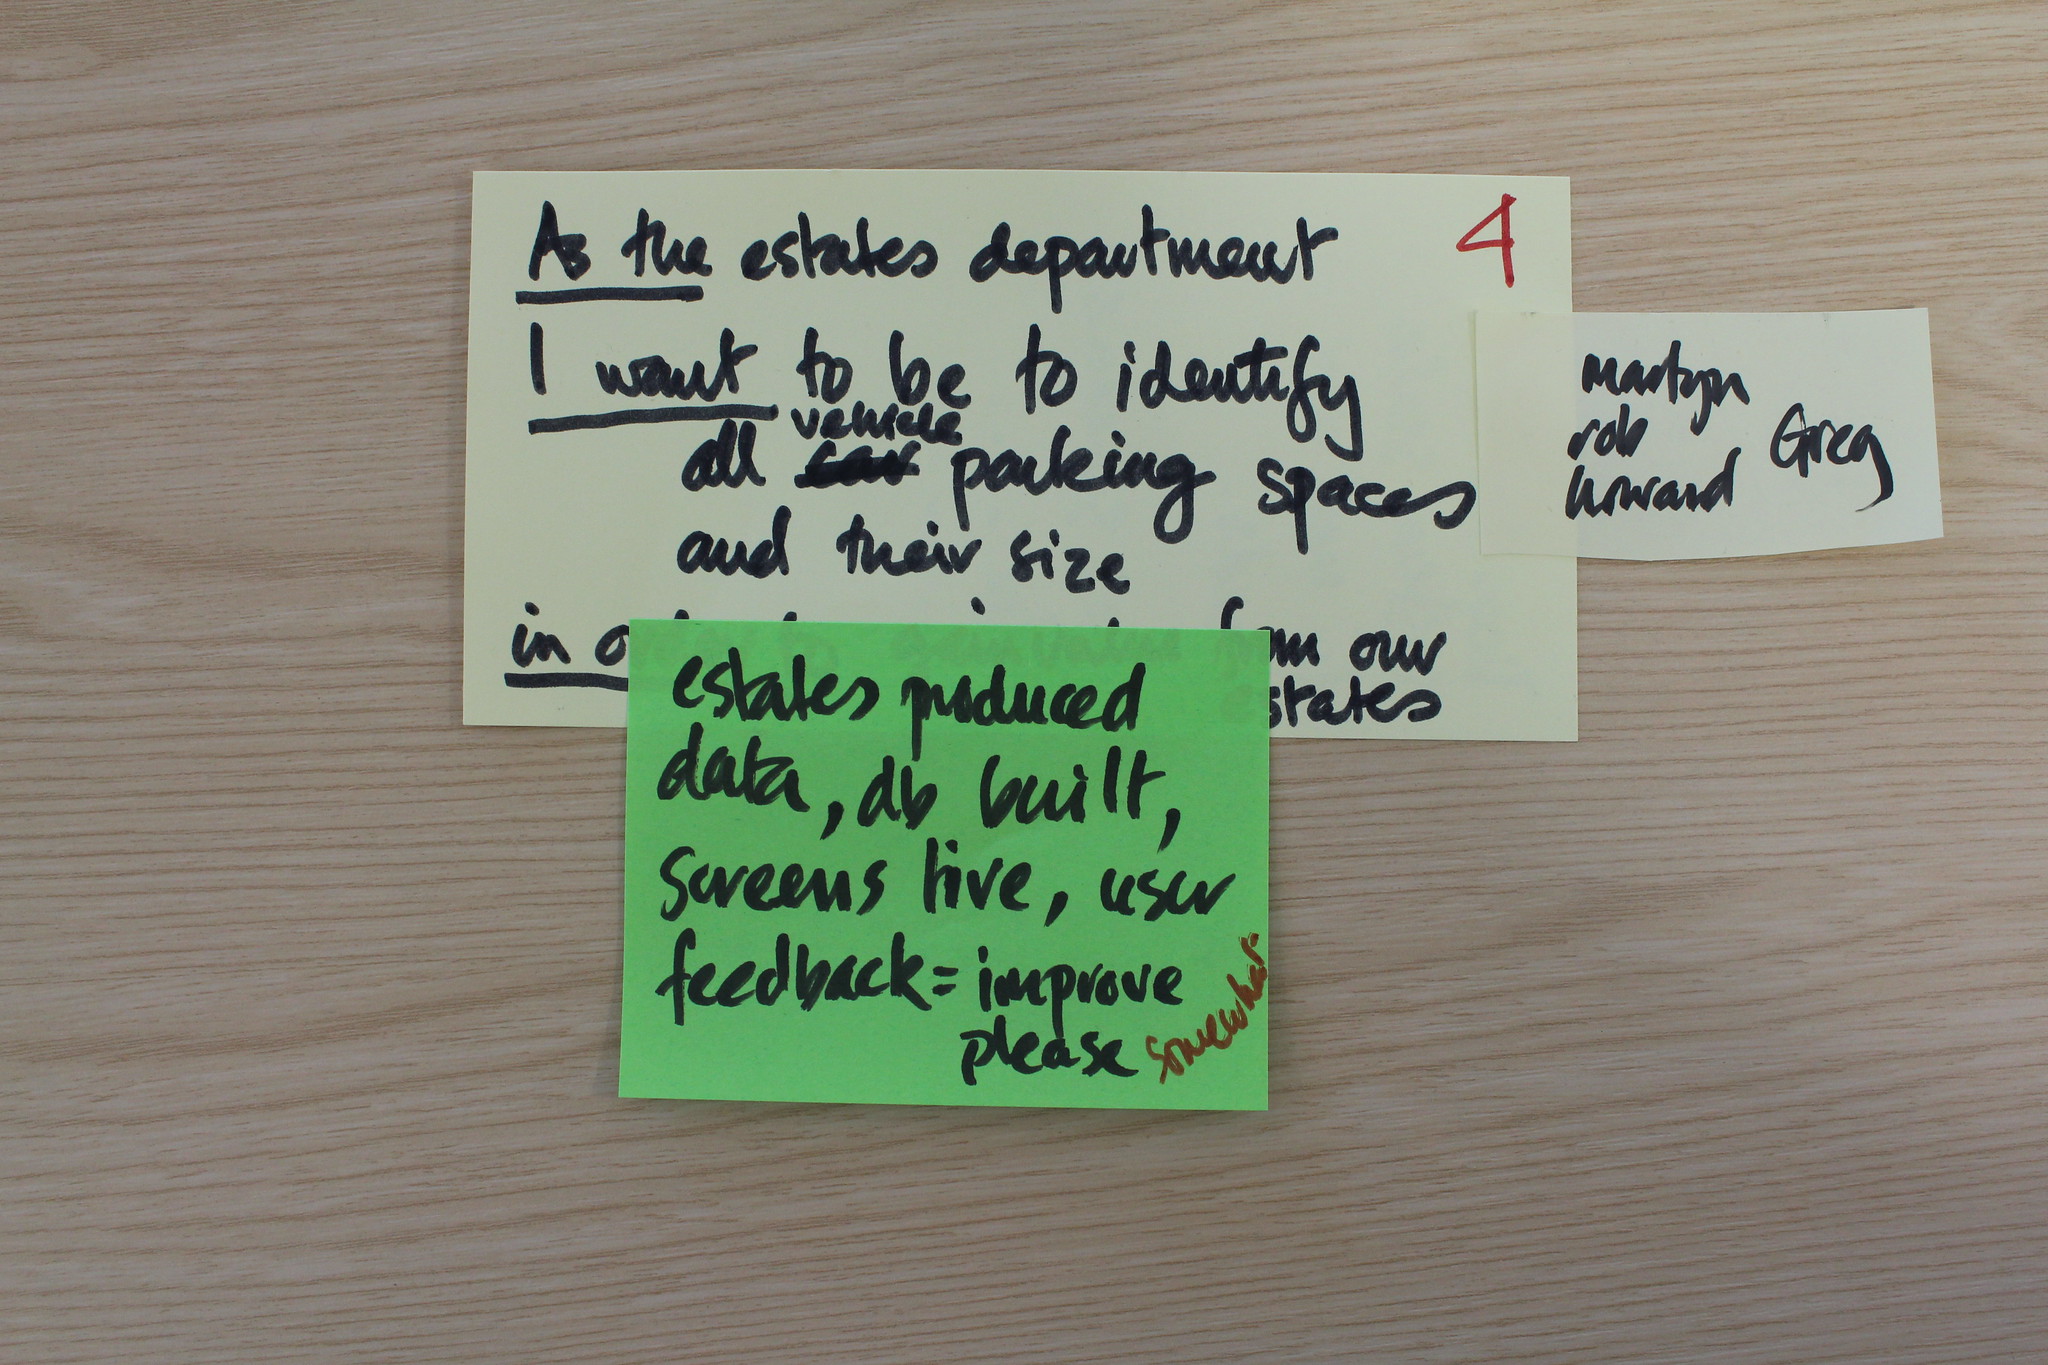 As the estates department
4
I want to be to identify
vehicle
all car parking spaces
and their size
in from our
estates
martyn
rob
howard
Greg
estates produced
data, db built,
screens live, user
feedback = improve
please
somewhat